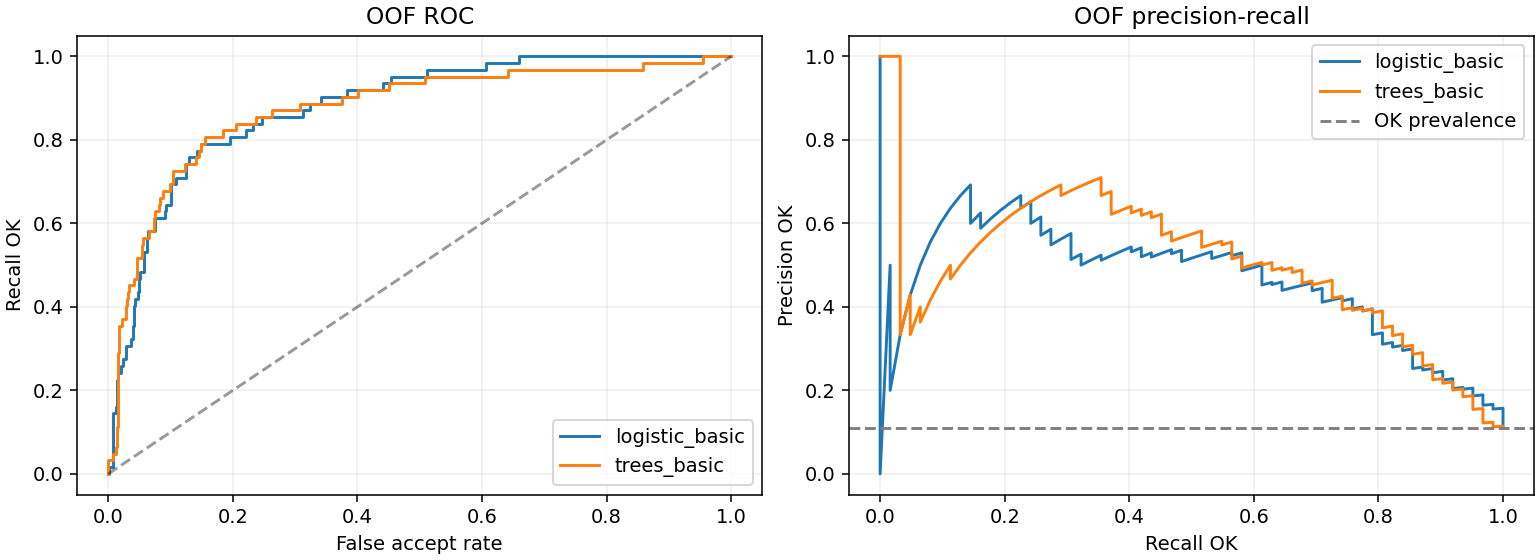 OOF ROC
1.0
0.8
0.6
0.4
0.2
0.0
Recall OK
0.0 0.2 0.4 0.6 0.8 1.0
False accept rate
logistic_basic
trees_basic
OOF precision-recall
1.0
0.8
0.6
0.4
0.2
0.0
Precision OK
0.0 0.2 0.4 0.6 0.8 1.0
Recall OK
logistic_basic
trees_basic
OK prevalence